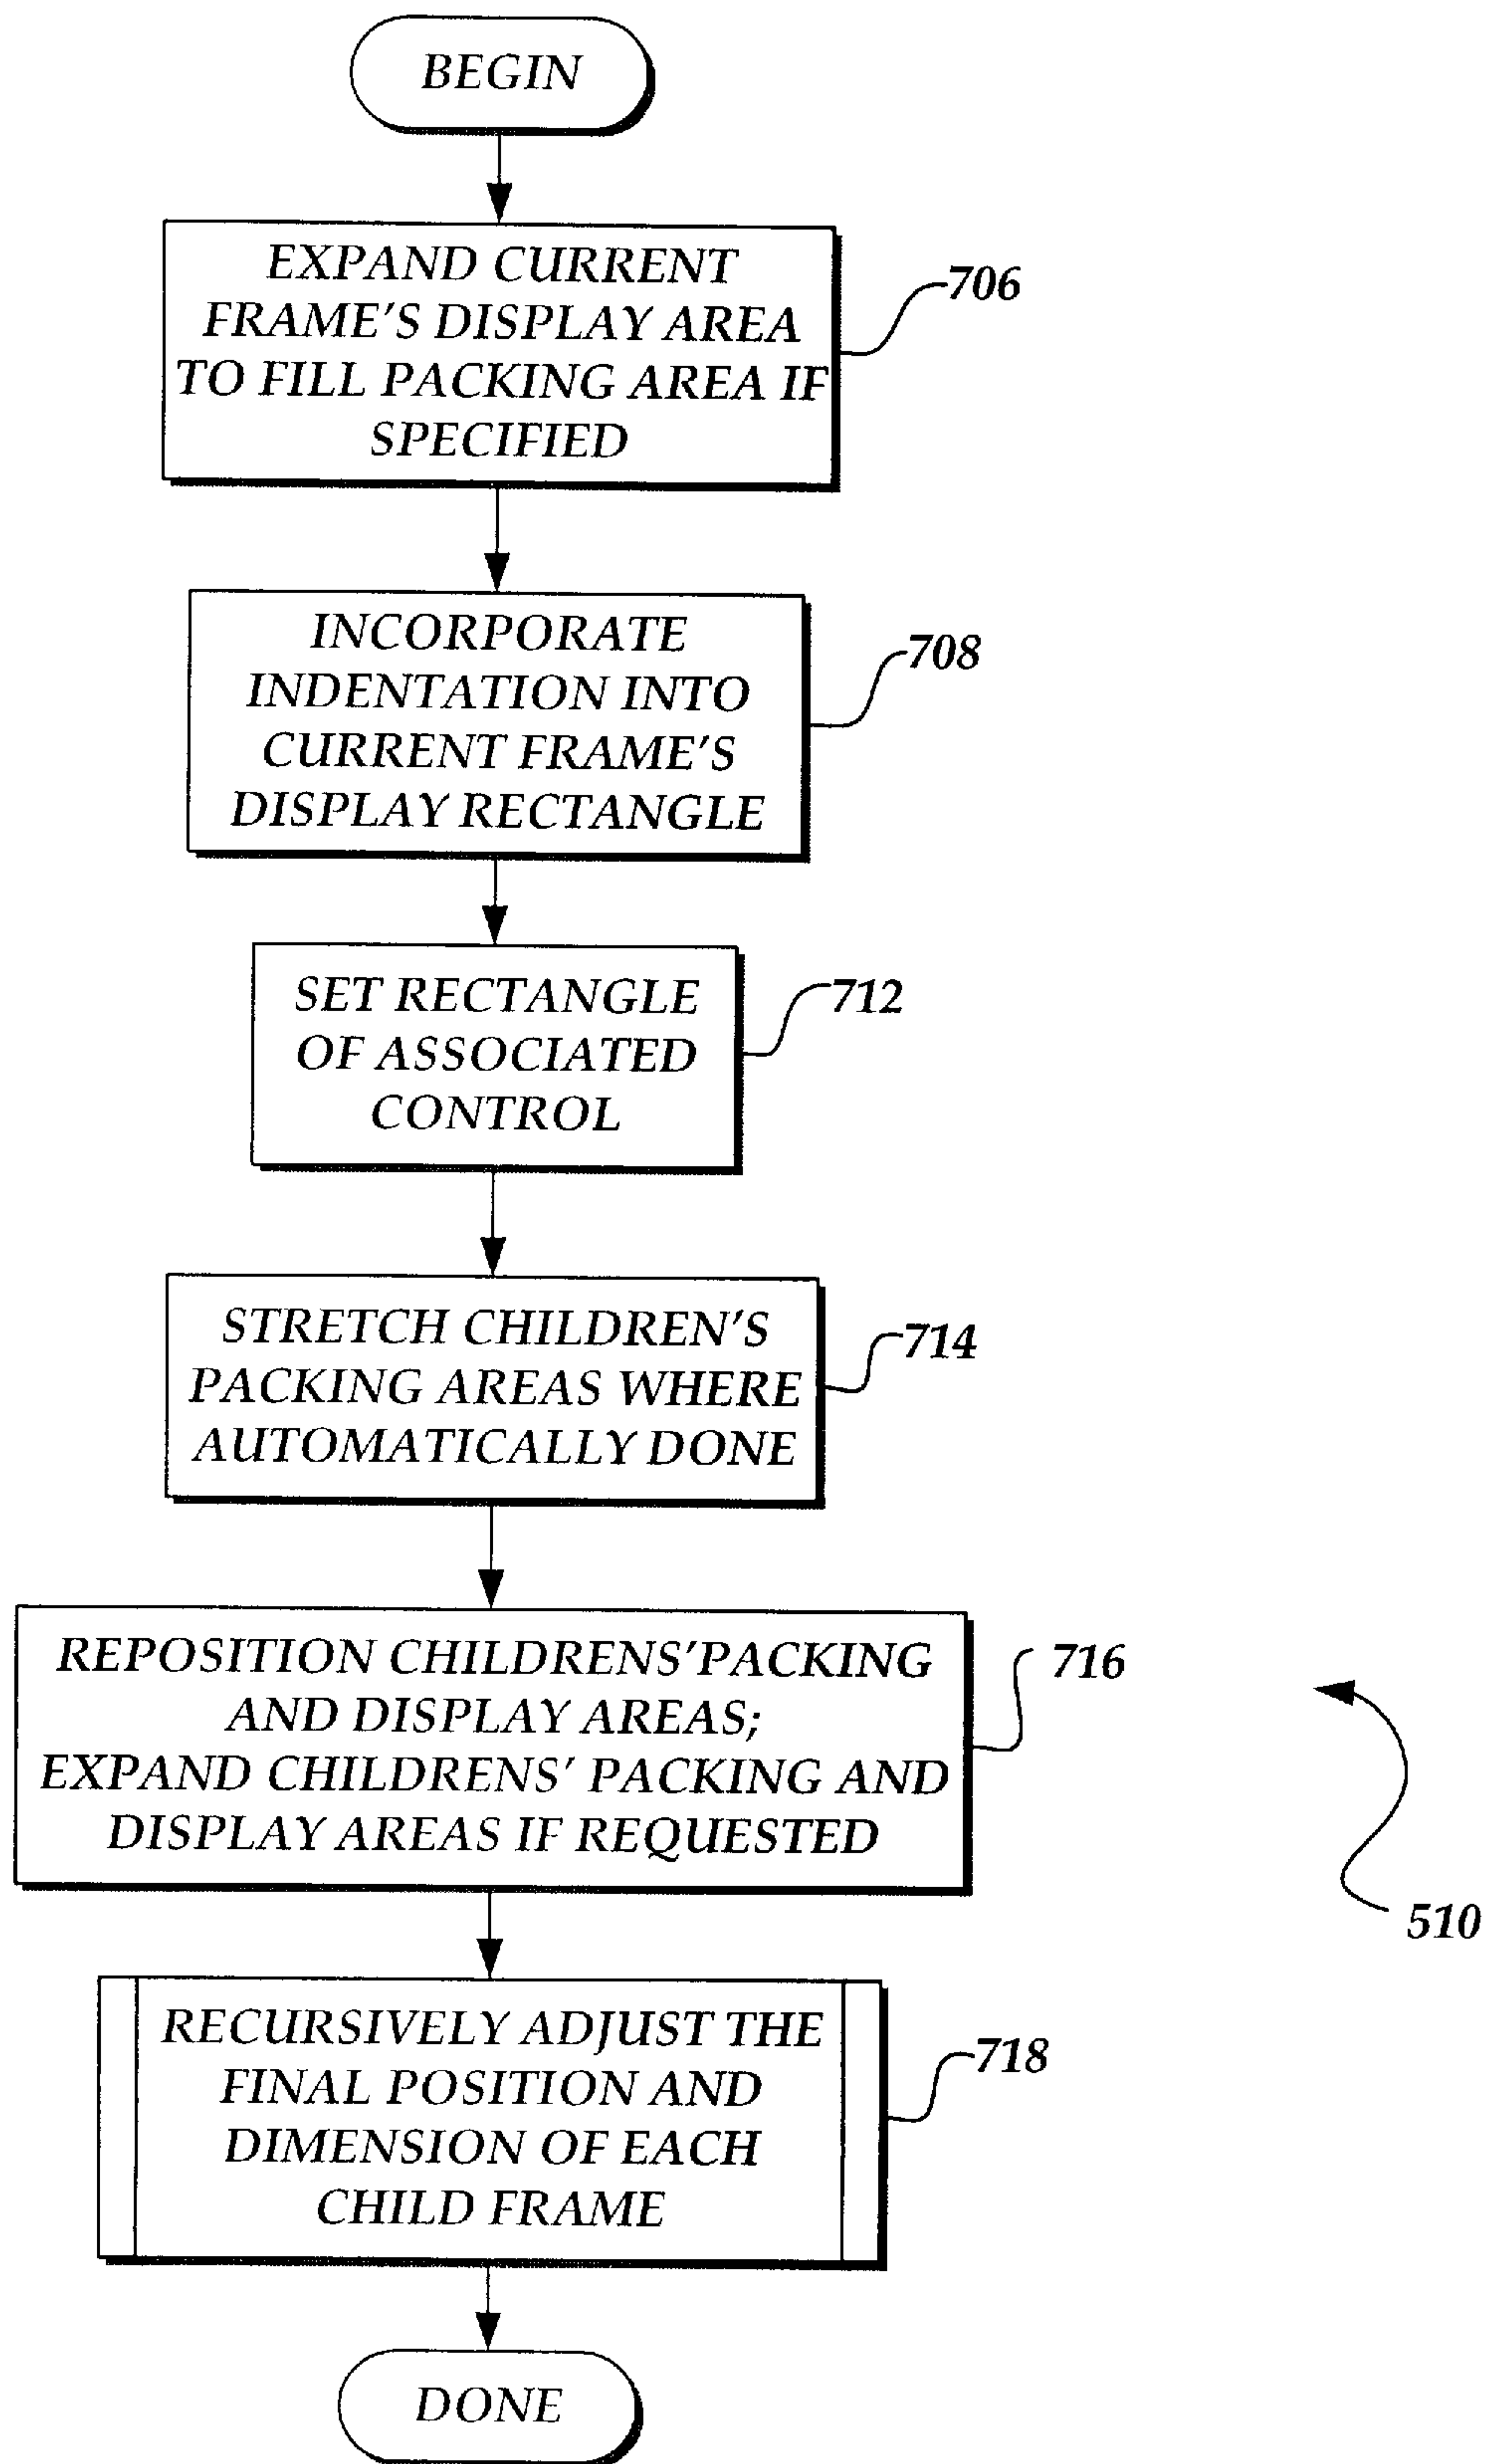 BEGIN
EXPAND CURRENT
FRAME'S DISPLAY AREA
TO FILL PACKING AREA IF
SPECIFIED
706
INCORPORATE
INDENTATION INTO
CURRENT FRAME'S
DISPLAY RECTANGLE
708
SET RECTANGLE
OF ASSOCIATED
CONTROL
712
STRETCH CHILDREN'S
PACKING AREAS WHERE
AUTOMATICALLY DONE
714
REPOSITION CHILDRENS'PACKING
AND DISPLAY AREAS;
EXPAND CHILDRENS' PACKING AND
DISPLAY AREAS IF REQUESTED
716
510
RECURSIVELY ADJUST THE
FINAL POSITION AND
DIMENSION OF EACH
CHILD FRAME
718
DONE